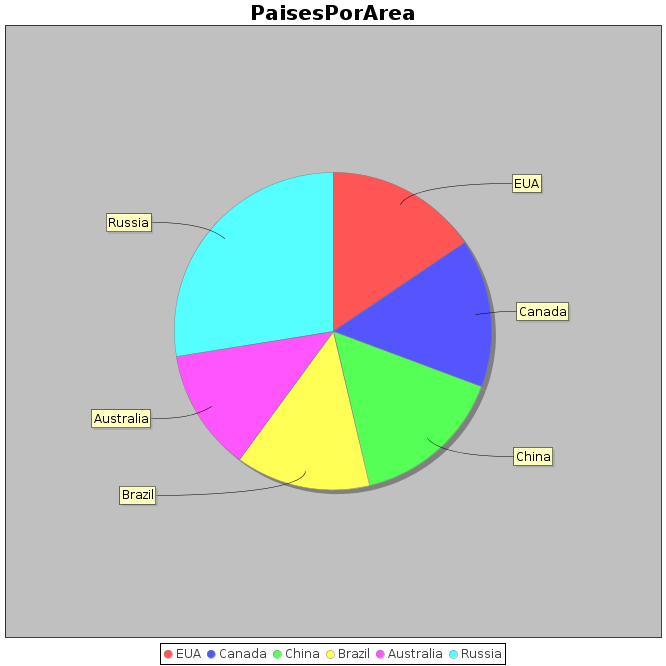 PaisesPorArea
EUA
Russia
Canada
Australia
China
Brazil
EUA Canada China Brazil Australia Russia